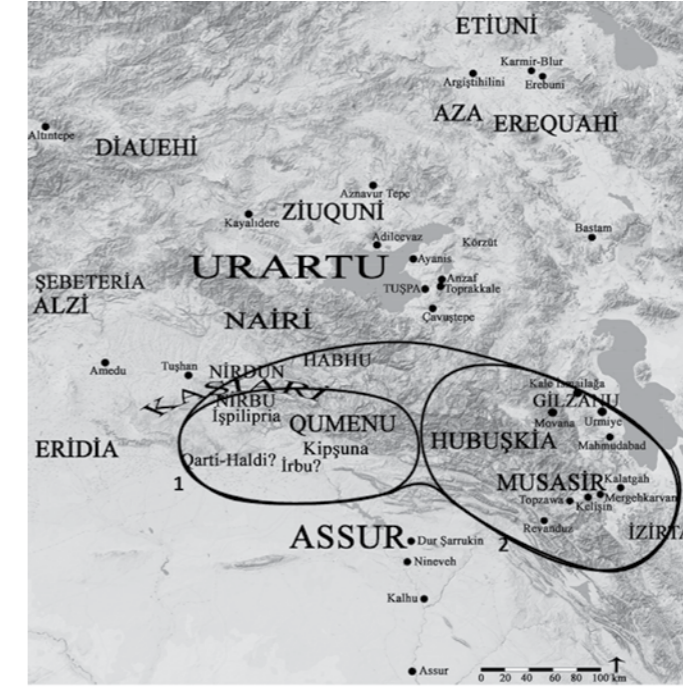 ETİUNİ
Karmir-Blur
Argiştihilini
Erebuni
AZA
EREQUAHİ
Altıntepe
DİAUEHİ
Aznavur Tepe
ZİUQUNİ
Kayalıdere
Bastam
Adilcevaz
Körzüt
Ayanis
URARTU
Anzaf
TUŞPA
Toprakkale
ŞEBETERİA
ALZİ
Çavuştepe
NAİRİ
HABHU
Amedu
Tuşhan
NİRDUN
KAŞİARİ
Kale İsmailağa
NİRBU
GİLZANU
İşpilipria
Movana
Urmiye
QUMENU
HUBUŞKİA
Mahmudabad
ERİDIA
Kipşuna
Qarti-Haldi?
İrbu?
1
MUSASİR
Kalatgah
Topzawa
Kelişin
Mergehkarvan
Revanduz
İZİRTA
ASSUR
2
Dur Şarrukin
Nineveh
Kalhu
Assur
0 20 40 60 80 100 km